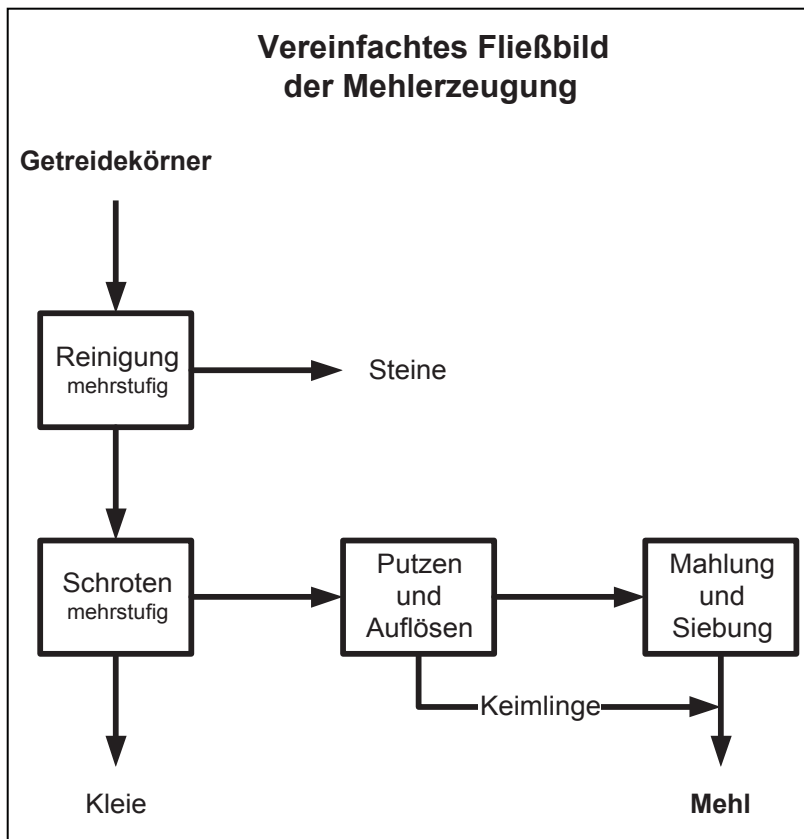 Vereinfachtes Fließbild
der Mehlerzeugung
Getreidekörner
Reinigung
mehrstufig
Steine
Schroten
mehrstufig
Putzen
und
Auflösen
Mahlung
und
Siebung
Keimlinge
Kleie
Mehl